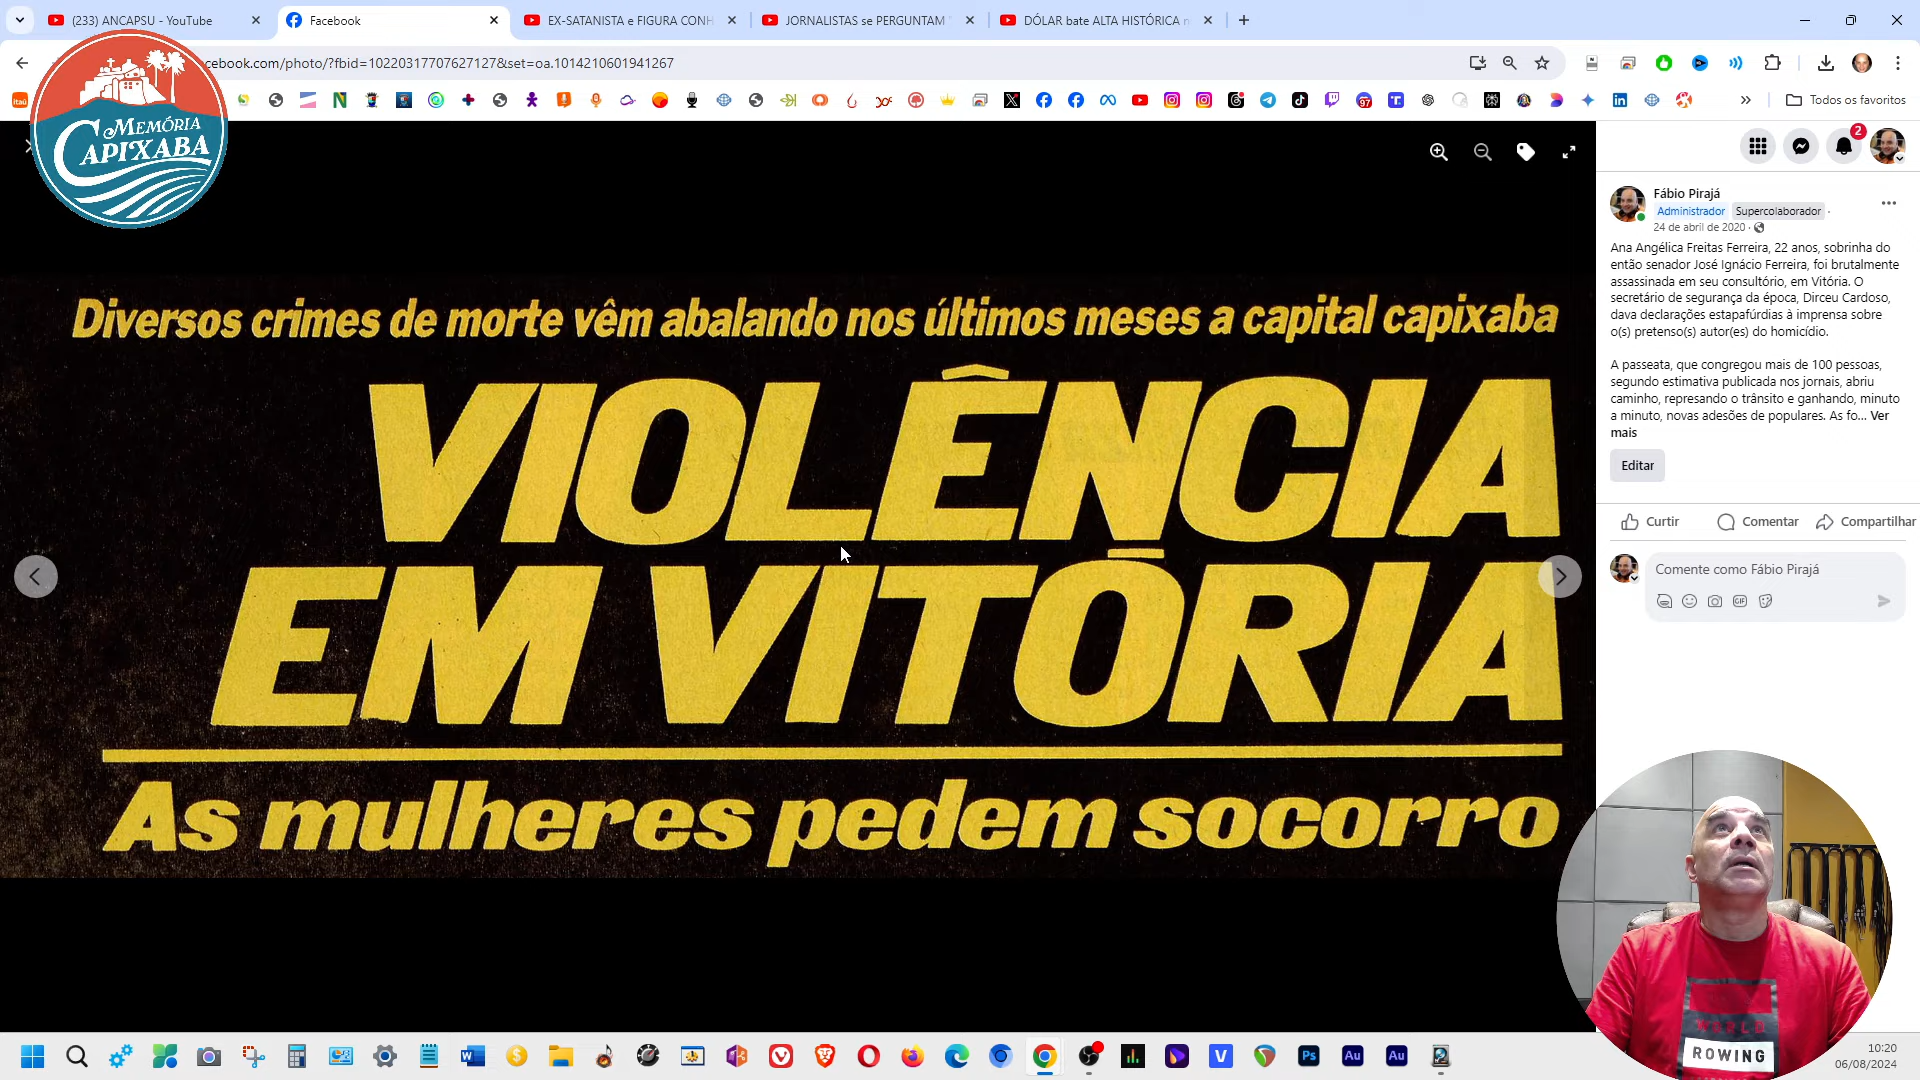 (233) ANCAPSU - YouTube
Facebook
EX-SATANISTA e FIGURA CONH
JORNALISTAS se PERGUNTAM
DÓLAR bate ALTA HISTÓRICA n
cebook.com/photo/?fbid=10220317707627127&set=oa.1014210601941267
Todos os favoritos
MEMÓRIA
CAPIXABA
2
Fábio Pirajá
Administrador Supercolaborador ·
24 de abril de 2020 ·
Ana Angélica Freitas Ferreira, 22 anos, sobrinha do
então senador José Ignácio Ferreira, foi brutalmente
assassinada em seu consultório, em Vitória. O
secretário de segurança da época, Dirceu Cardoso,
dava declarações estapafúrdias à imprensa sobre
o(s) pretenso(s) autor(es) do homicídio.
A passeata, que congregou mais de 100 pessoas,
segundo estimativa publicada nos jornais, abriu
caminho, represando o trânsito e ganhando, minuto
a minuto, novas adesões de populares. As fo... Ver
mais
Editar
Curtir
Comentar
Compartilhar
Comente como Fábio Pirajá
GIF
Diversos crimes de morte vêm abalando nos últimos meses a capital capixaba
VIOLÊNCIA
EM VITÓRIA
As mulheres pedem socorro
WORLD
ROWING
10:20
06/08/2024